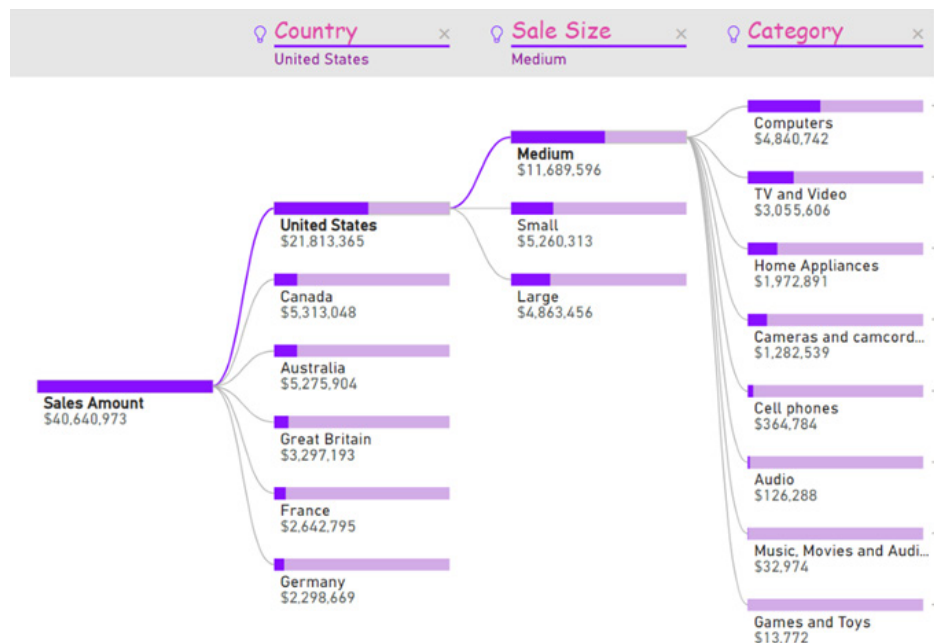 Country
United States
Sale Size
Medium
Category
Sales Amount
$40,640,973
United States
$21,813,365
Canada
$5,313,048
Australia
$5,275,904
Great Britain
$3,297,193
France
$2,642,795
Germany
$2,298,669
Medium
$11,689,596
Small
$5,260,313
Large
$4,863,456
Computers
$4,840,742
TV and Video
$3,055,606
Home Appliances
$1,972,891
Cameras and camcord...
$1,282,539
Cell phones
$364,784
Audio
$126,288
Music, Movies and Audi...
$32,974
Games and Toys
$13,772